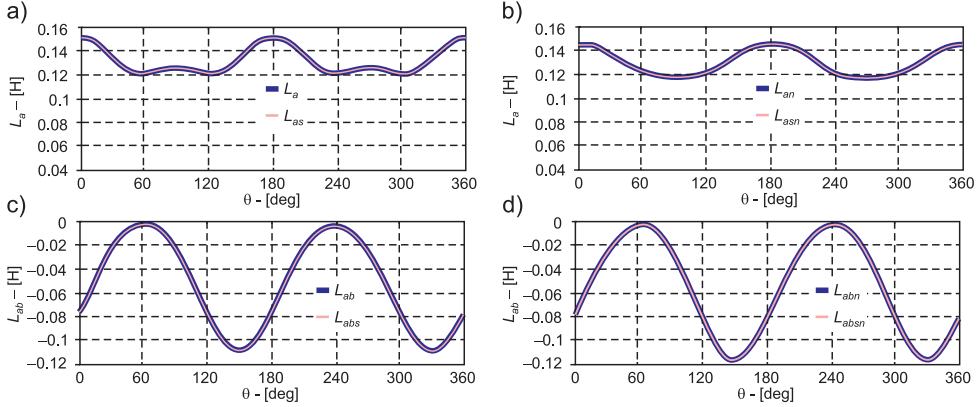 a)
0.16
0.14
0.12
0.1
0.08
0.06
0.04
L_a – [H]
L_a
L_as
0 60 120 180 240 300 360
θ - [deg]
b)
0.16
0.14
0.12
0.1
0.08
0.06
0.04
L_a – [H]
L_an
L_asn
0 60 120 180 240 300 360
θ - [deg]
c)
0
–0.02
–0.04
–0.06
–0.08
–0.1
–0.12
L_ab – [H]
L_ab
L_abs
0 60 120 180 240 300 360
θ - [deg]
d)
0
–0.02
–0.04
–0.06
–0.08
–0.1
–0.12
L_ab – [H]
L_abn
L_absn
0 60 120 180 240 300 360
θ - [deg]